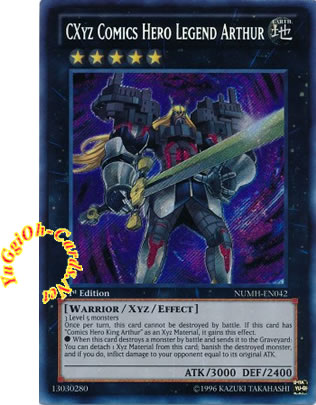 CXyz Comics Hero Legend Arthur
EARTH
地
YuGgiOh-Cards.Net
1st Edition
NUMH-EN042
[Warrior/Xyz/Effect]
3 Level 5 monsters
Once per turn, this card cannot be destroyed by battle. If this card has
"Comics Hero King Arthur" as an Xyz Material, it gains this effect.
● When this card destroys a monster by battle and sends it to the Graveyard:
You can detach 1 Xyz Material from this card; banish the destroyed monster,
and if you do, inflict damage to your opponent equal to its original ATK.
ATK/3000 DEF/2400
13030280
©1996 KAZUKI TAKAHASHI